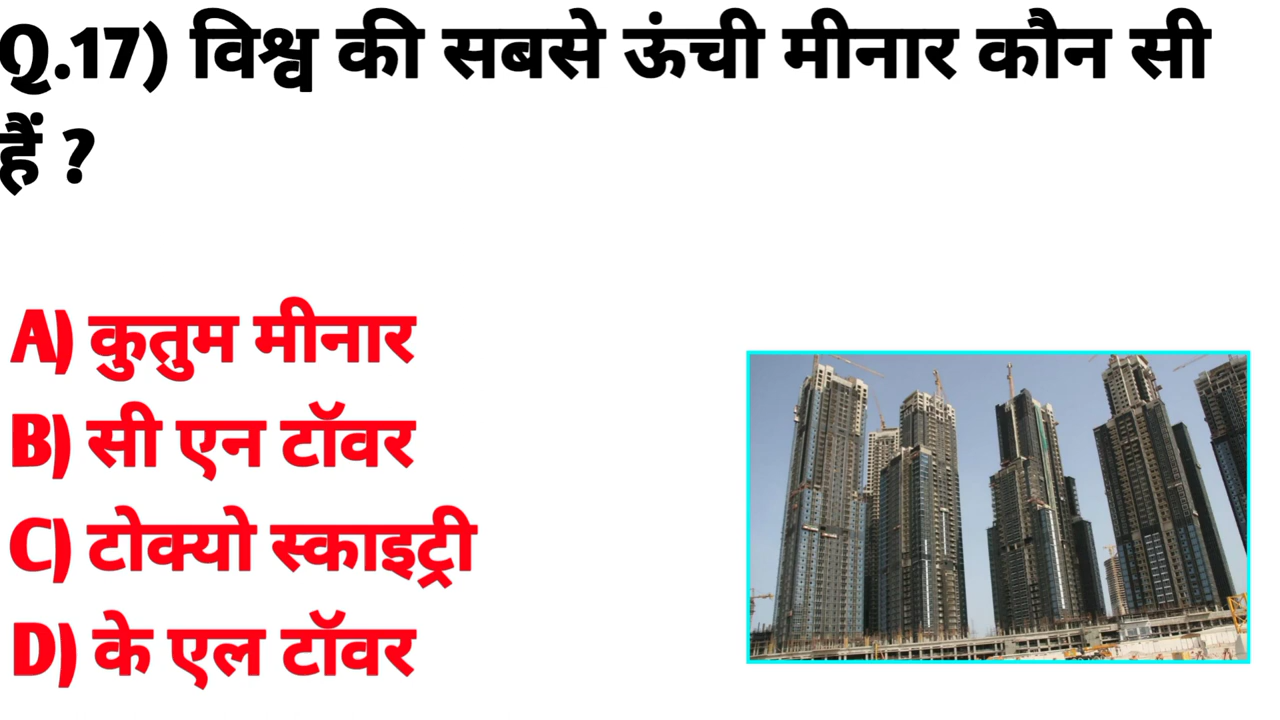 Q.17) विश्व की सबसे ऊंची मीनार कौन सी
हैं ?
A) कुतुम मीनार
B) सी एन टॉवर
C) टोक्यो स्काइट्री
D) के एल टॉवर